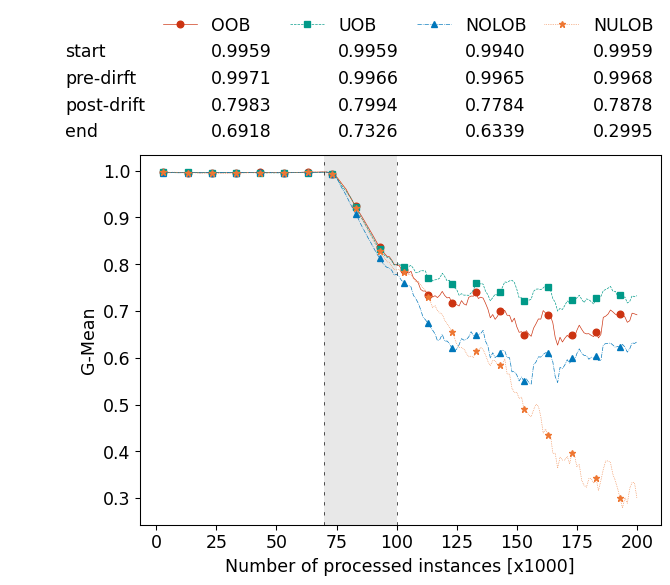 OOB UOB NOLOB NULOB
start 0.9959 0.9959 0.9940 0.9959
pre-dirft 0.9971 0.9966 0.9965 0.9968
post-drift 0.7983 0.7994 0.7784 0.7878
end 0.6918 0.7326 0.6339 0.2995
1.0
0.9
0.8
0.7
0.6
0.5
0.4
0.3
G-Mean
0 25 50 75 100 125 150 175 200
Number of processed instances [x1000]